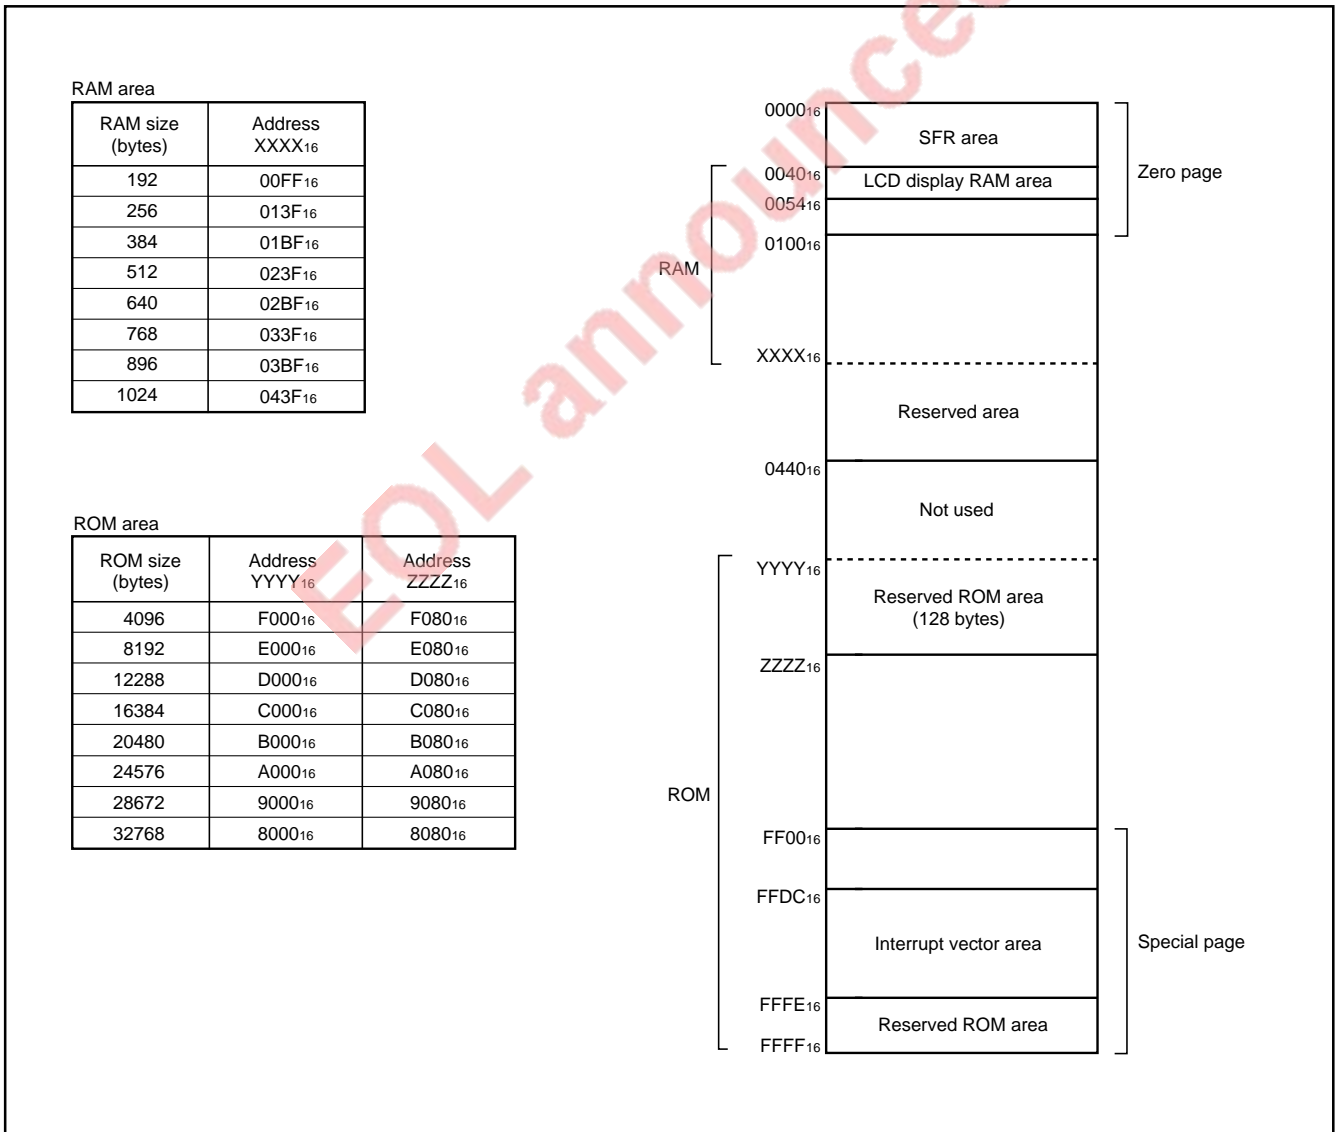 RAM area
RAM size (bytes) Address XXXX16
192 00FF16
256 013F16
384 01BF16
512 023F16
640 02BF16
768 033F16
896 03BF16
1024 043F16
ROM area
ROM size (bytes) Address YYYY16 Address ZZZZ16
4096 F00016 F08016
8192 E00016 E08016
12288 D00016 D08016
16384 C00016 C08016
20480 B00016 B08016
24576 A00016 A08016
28672 900016 908016
32768 800016 808016
000016
SFR area
004016
LCD display RAM area
Zero page
005416
010016
RAM
XXXX16
Reserved area
044016
Not used
YYYY16
Reserved ROM area
(128 bytes)
ZZZZ16
ROM
FF0016
FFDC16
Interrupt vector area
Special page
FFFE16
Reserved ROM area
FFFF16
EOL announced